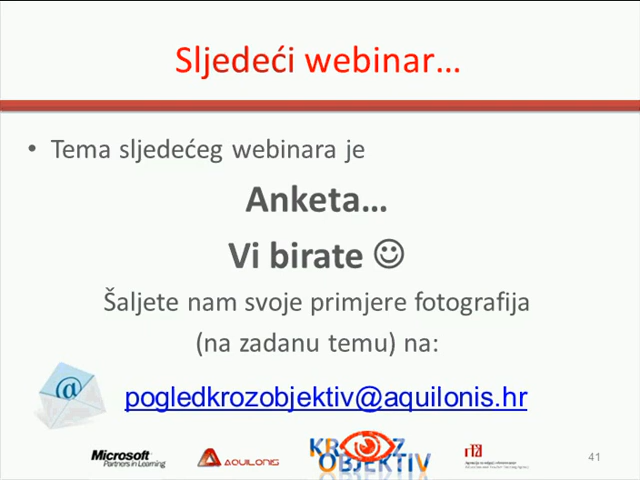 Sljedeći webinar…
• Tema sljedećeg webinara je
Anketa…
Vi birate ☺
Šaljete nam svoje primjere fotografija
(na zadanu temu) na:
@
pogledkrozobjektiv@aquilonis.hr
Microsoft
Partners in Learning
AQUILONIS
KROZ
OBJEKTIV
41